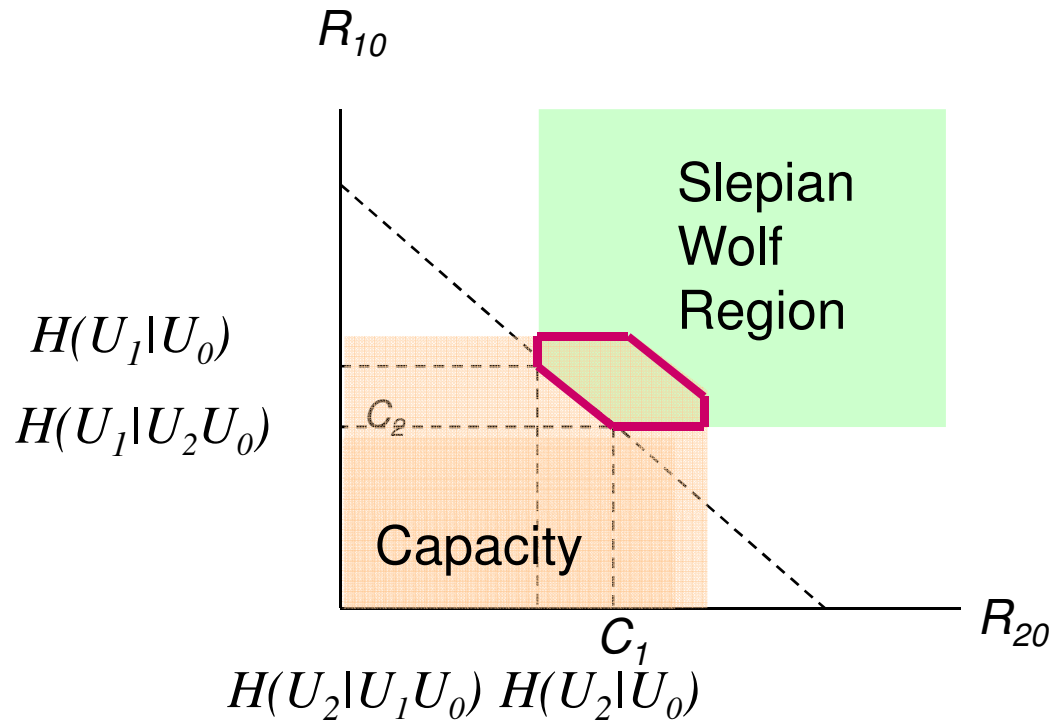 R10
Slepian
Wolf
Region
H(U1|U0)
C2
H(U1|U2U0)
Capacity
C1
R20
H(U2|U1U0) H(U2|U0)